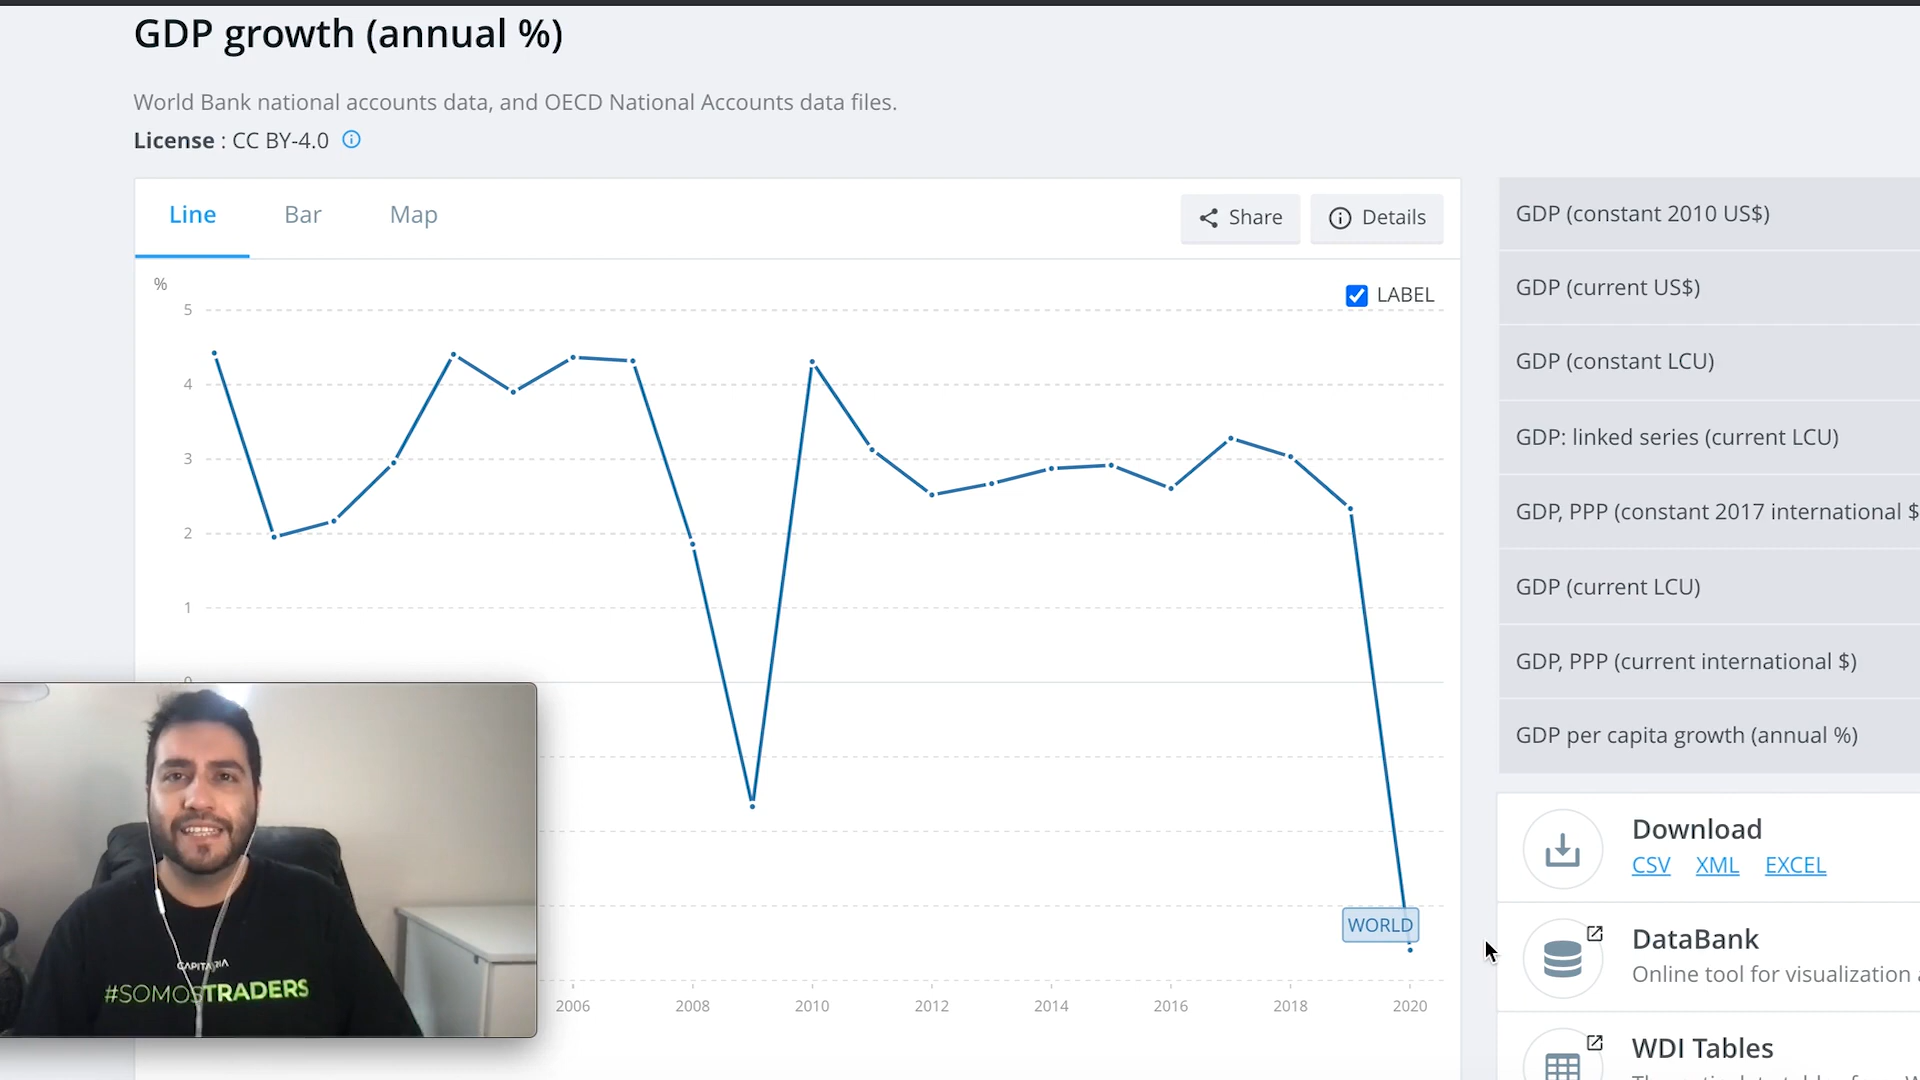 GDP growth (annual %)
World Bank national accounts data, and OECD National Accounts data files.
License : CC BY-4.0
Line Bar Map
Share Details
%
LABEL
5
4
3
2
1
WORLD
2006 2008 2010 2012 2014 2016 2018 2020
GDP (constant 2010 US$)
GDP (current US$)
GDP (constant LCU)
GDP: linked series (current LCU)
GDP, PPP (constant 2017 international $
GDP (current LCU)
GDP, PPP (current international $)
GDP per capita growth (annual %)
Download
CSV XML EXCEL
DataBank
Online tool for visualization
WDI Tables
CAPITARIA
#SOMOSTRADERS